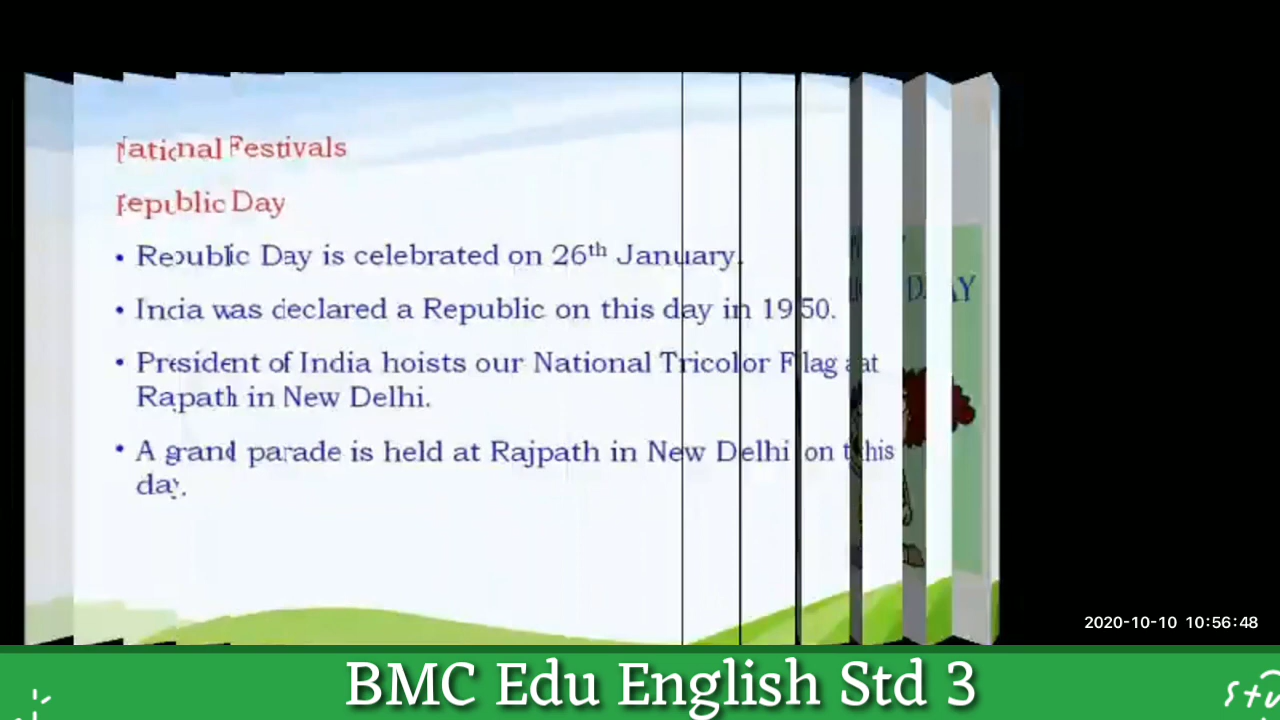 National Festivals
Republic Day
• Republic Day is celebrated on 26th January.
• India was declared a Republic on this day in 1950.
• President of India hoists our National Tricolor Flag at
Rapath in New Delhi.
• A grand parade is held at Rajpath in New Delhi on this
day.
2020-10-10 10:56:48
BMC Edu English Std 3